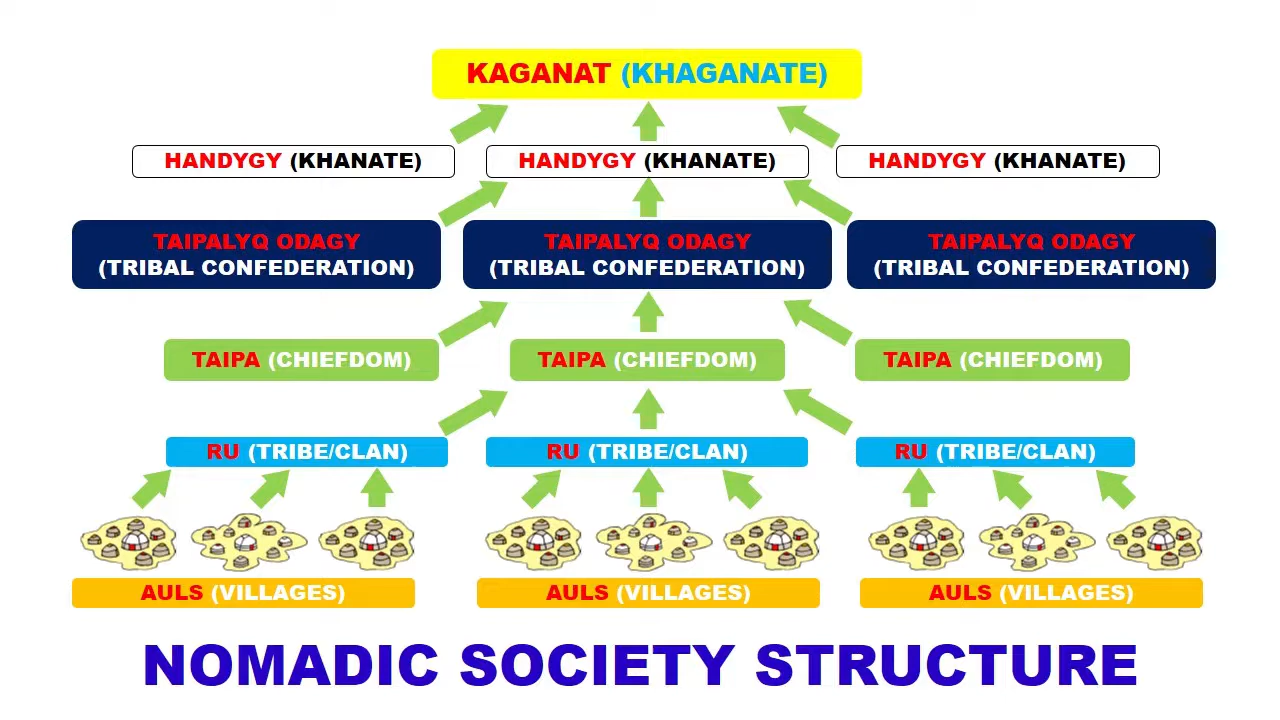 KAGANAT (KHAGANATE)
HANDYGY (KHANATE)
HANDYGY (KHANATE)
HANDYGY (KHANATE)
TAIPALYQ ODAGY
(TRIBAL CONFEDERATION)
TAIPALYQ ODAGY
(TRIBAL CONFEDERATION)
TAIPALYQ ODAGY
(TRIBAL CONFEDERATION)
TAIPA (CHIEFDOM)
TAIPA (CHIEFDOM)
TAIPA (CHIEFDOM)
RU (TRIBE/CLAN)
RU (TRIBE/CLAN)
RU (TRIBE/CLAN)
AULS (VILLAGES)
AULS (VILLAGES)
AULS (VILLAGES)
NOMADIC SOCIETY STRUCTURE